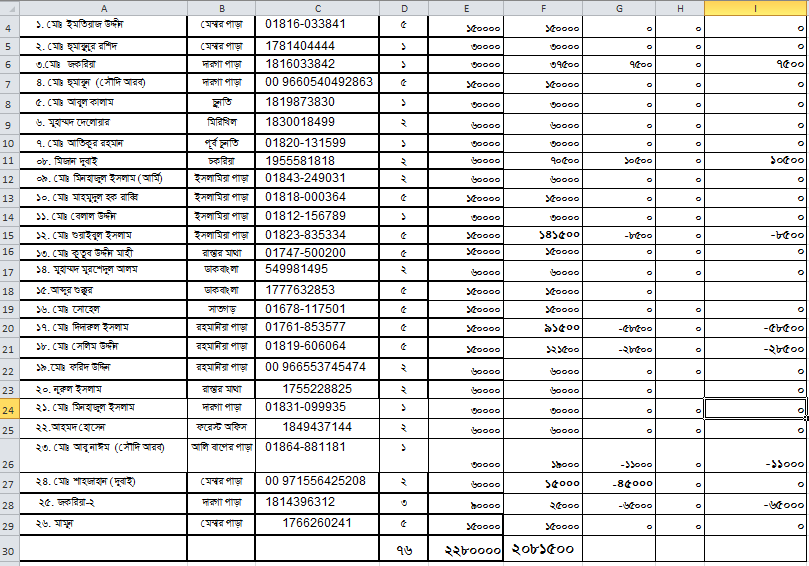 A B C D E F G H I
4 ১. মোঃ ইমতিয়াজ উদ্দীন মেম্বর পাড়া 01816-033841 ৫ ১৫০০০০ ১৫০০০০ ০ ০ ০
5 ২. মোঃ হুমায়ুনুর রশিদ মেম্বর পাড়া 1781404444 ১ ৩০০০০ ৩০০০০ ০ ০ ০
6 ৩.মোঃ জকরিয়া দারগা পাড়া 1816033842 ১ ৩০০০০ ৩৭৫০০ ৭৫০০ ০ ৭৫০০
7 ৪. মোঃ হুমায়ুন (সৌদি আরব) দারগা পাড়া 00 9660540492863 ৫ ১৫০০০০ ১৫০০০০ ০ ০ ০
8 ৫. মোঃ আবুল কালাম চুনতি 1819873830 ১ ৩০০০০ ৩০০০০ ০ ০ ০
9 ৬. মুহাম্মদ দেলোয়ার মিরিখিল 1830018499 ২ ৬০০০০ ৬০০০০ ০ ০ ০
10 ৭. মোঃ আতিকুর রহমান পূর্ব চুনতি 01820-131599 ১ ৩০০০০ ৩০০০০ ০ ০ ০
11 ০৮. মিজান দুবাই চকরিয়া 1955581818 ২ ৬০০০০ ৭০৫০০ ১০৫০০ ০ ১০৫০০
12 ০৯. মোঃ মিনহাজুল ইসলাম (আর্মি) ইসলামিয়া পাড়া 01843-249031 ২ ৬০০০০ ৬০০০০ ০ ০ ০
13 ১০. মোঃ মাহমুদুল হক রাব্বি ইসলামিয়া পাড়া 01818-000364 ৫ ১৫০০০০ ১৫০০০০ ০ ০ ০
14 ১১. মোঃ বেলাল উদ্দীন ইসলামিয়া পাড়া 01812-156789 ১ ৩০০০০ ৩০০০০ ০ ০ ০
15 ১২. মোঃ শুয়াইবুল ইসলাম ইসলামিয়া পাড়া 01823-835334 ৫ ১৫০০০০ ১৪১৫০০ -৮৫০০ ০ -৮৫০০
16 ১৩. মোঃ কুতুব উদ্দীন মাহী রাস্তার মাথা 01747-500200 ৫ ১৫০০০০ ১৫০০০০ ০ ০ ০
17 ১৪. মুহাম্মদ মুরশেদুল আলম ডাকবাংলা 549981495 ২ ৬০০০০ ৬০০০০ ০ ০ ০
18 ১৫.আব্দুর শুক্কুর ডাকবাংলা 1777632853 ৫ ১৫০০০০ ১৫০০০০ ০
19 ১৬. মোঃ সোহেল সাতগড় 01678-117501 ৫ ১৫০০০০ ১৫০০০০ ০ ০ ০
20 ১৭. মোঃ দিদারুল ইসলাম রহমানিয়া পাড়া 01761-853577 ৫ ১৫০০০০ ৯১৫০০ -৫৮৫০০ ০ -৫৮৫০০
21 ১৮. মোঃ সেলিম উদ্দীন রহমানিয়া পাড়া 01819-606064 ৫ ১৫০০০০ ১২১৫০০ -২৮৫০০ ০ -২৮৫০০
22 ১৯.মোঃ ফরিদ উদ্দিন রহমানিয়া পাড়া 00 966553745474 ২ ৬০০০০ ৬০০০০ ০ ০ ০
23 ২০. নুরুল ইসলাম রাস্তার মাথা 1755228825 ২ ৬০০০০ ৬০০০০ ০ ০
24 ২১. মোঃ মিনহাজুল ইসলাম দারগা পাড়া 01831-099935 ১ ৩০০০০ ৩০০০০ ০ ০ ০
25 ২২.আহমদ হোসেন ফরেস্ট অফিস 1849437144 ২ ৬০০০০ ৬০০০০ ০ ০ ০
26 ২৩. মোঃ আবু নাঈম (সৌদি আরব) আলি বাপের পাড়া 01864-881181 ১ ৩০০০০ ১৯০০০ -১১০০০ ০ -১১০০০
27 ২৪. মোঃ শাহজাহান (দুবাই) মেম্বর পাড়া 00 971556425208 ২ ৬০০০০ ১৫০০০ -৪৫০০০ ০
28 ২৫. জকরিয়া-২ দারগা পাড়া 1814396312 ৩ ৯০০০০ ২৫০০০ -৬৫০০০ ০ -৬৫০০০
29 ২৬. মামুন মেম্বর পাড়া 1766260241 ৫ ১৫০০০০ ১৫০০০০ ০ ০ ০
30 ৭৬ ২২৮০০০০ ২০৮১৫০০